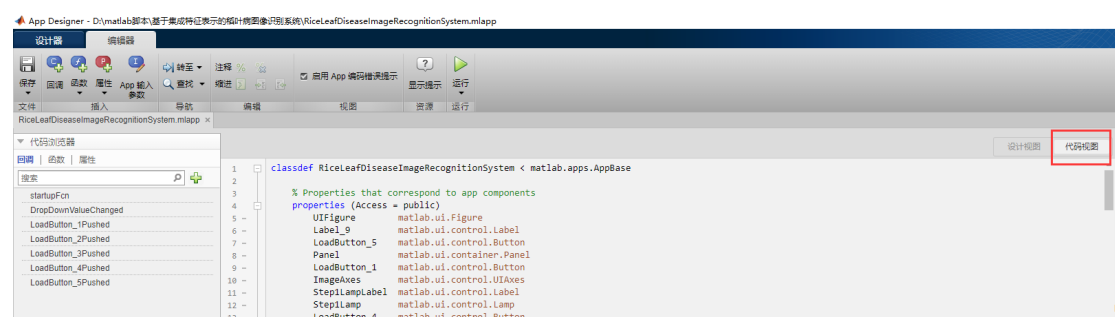 App Designer - D:\matlab脚本\基于集成特征表示的稻叶病图像识别系统\RiceLeafDiseaseImageRecognitionSystem.mlapp
设计器 编辑器
保存 回调 函数 属性 App 输入参数 转至 查找 注释 缩进 启用 App 编码错误提示 显示提示 运行
文件 插入 导航 编辑 视图 资源 运行
RiceLeafDiseaseImageRecognitionSystem.mlapp ×
代码浏览器 设计视图 代码视图
回调 | 函数 | 属性
搜索
startupFcn
DropDownValueChanged
LoadButton_1Pushed
LoadButton_2Pushed
LoadButton_3Pushed
LoadButton_4Pushed
LoadButton_5Pushed
1 classdef RiceLeafDiseaseImageRecognitionSystem < matlab.apps.AppBase
2
3 % Properties that correspond to app components
4 properties (Access = public)
5 - UIFigure matlab.ui.Figure
6 - Label_9 matlab.ui.control.Label
7 - LoadButton_5 matlab.ui.control.Button
8 - Panel matlab.ui.container.Panel
9 - LoadButton_1 matlab.ui.control.Button
10 - ImageAxes matlab.ui.control.UIAxes
11 - Step1LampLabel matlab.ui.control.Label
12 - Step1Lamp matlab.ui.control.Lamp
LoadButton_4 matlab.ui.control.Button